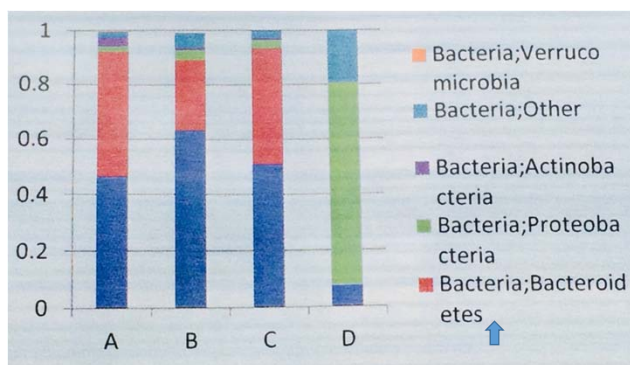 1
0.8
0.6
0.4
0.2
0
A B C D
Bacteria;Verruco
microbia
Bacteria;Other
Bacteria;Actinoba
cteria
Bacteria;Proteoba
cteria
Bacteria;Bacteroid
etes